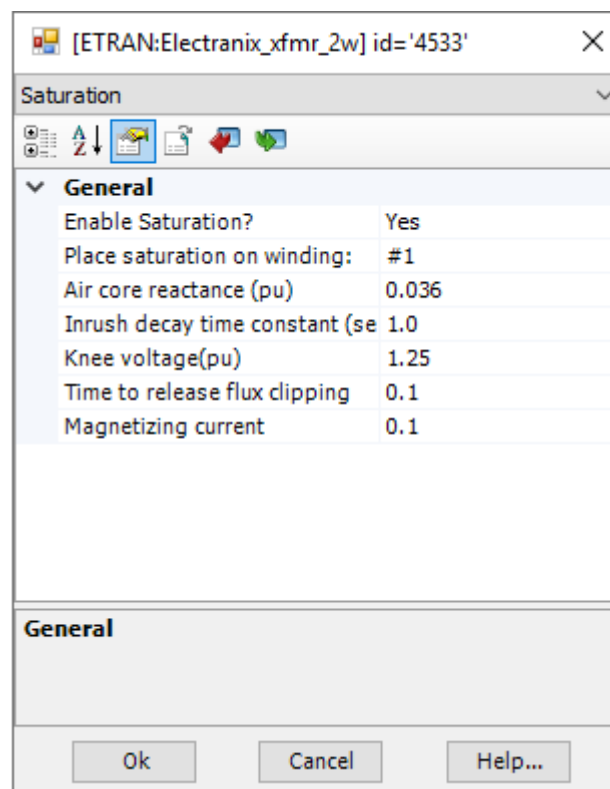 [ETRAN:Electranix_xfmr_2w] id='4533'
Saturation
General
Enable Saturation? Yes
Place saturation on winding: #1
Air core reactance (pu) 0.036
Inrush decay time constant (se 1.0
Knee voltage(pu) 1.25
Time to release flux clipping 0.1
Magnetizing current 0.1
General
Ok Cancel Help...